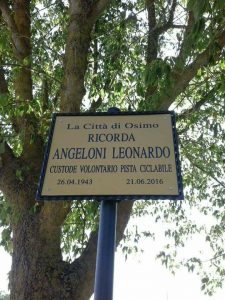 La Città di Osimo
RICORDA
ANGELONI LEONARDO
CUSTODE VOLONTARIO PISTA CICLABILE
26.04.1943 21.06.2016